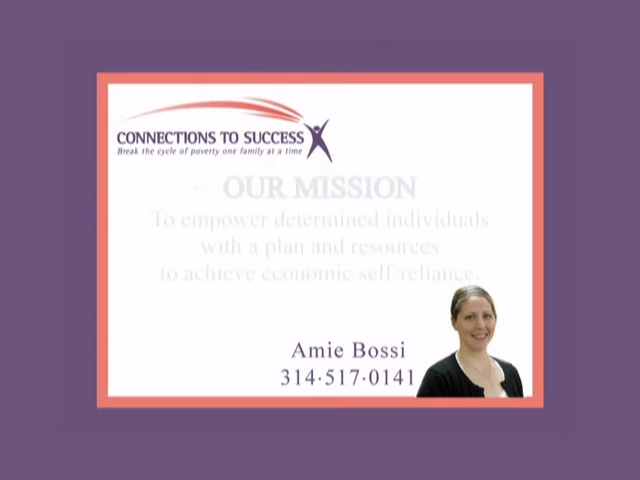 CONNECTIONS TO SUCCESS
Break the cycle of poverty one family at a time
OUR MISSION
To empower determined individuals
with a plan and resources
to achieve economic self-reliance.
Amie Bossi
314·517·0141